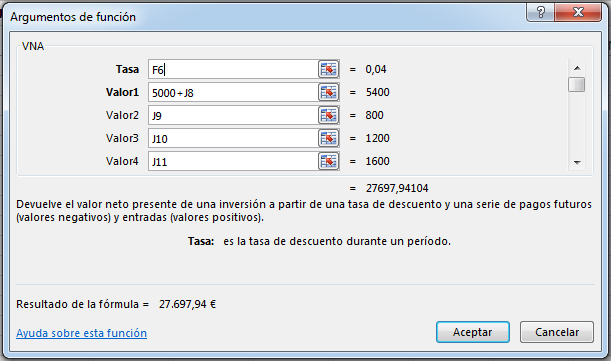 Argumentos de función
VNA
Tasa F6 = 0,04
Valor1 5000+J8 = 5400
Valor2 J9 = 800
Valor3 J10 = 1200
Valor4 J11 = 1600
= 27697,94104
Devuelve el valor neto presente de una inversión a partir de una tasa de descuento y una serie de pagos futuros
(valores negativos) y entradas (valores positivos).
Tasa: es la tasa de descuento durante un período.
Resultado de la fórmula = 27.697,94 €
Ayuda sobre esta función
Aceptar Cancelar